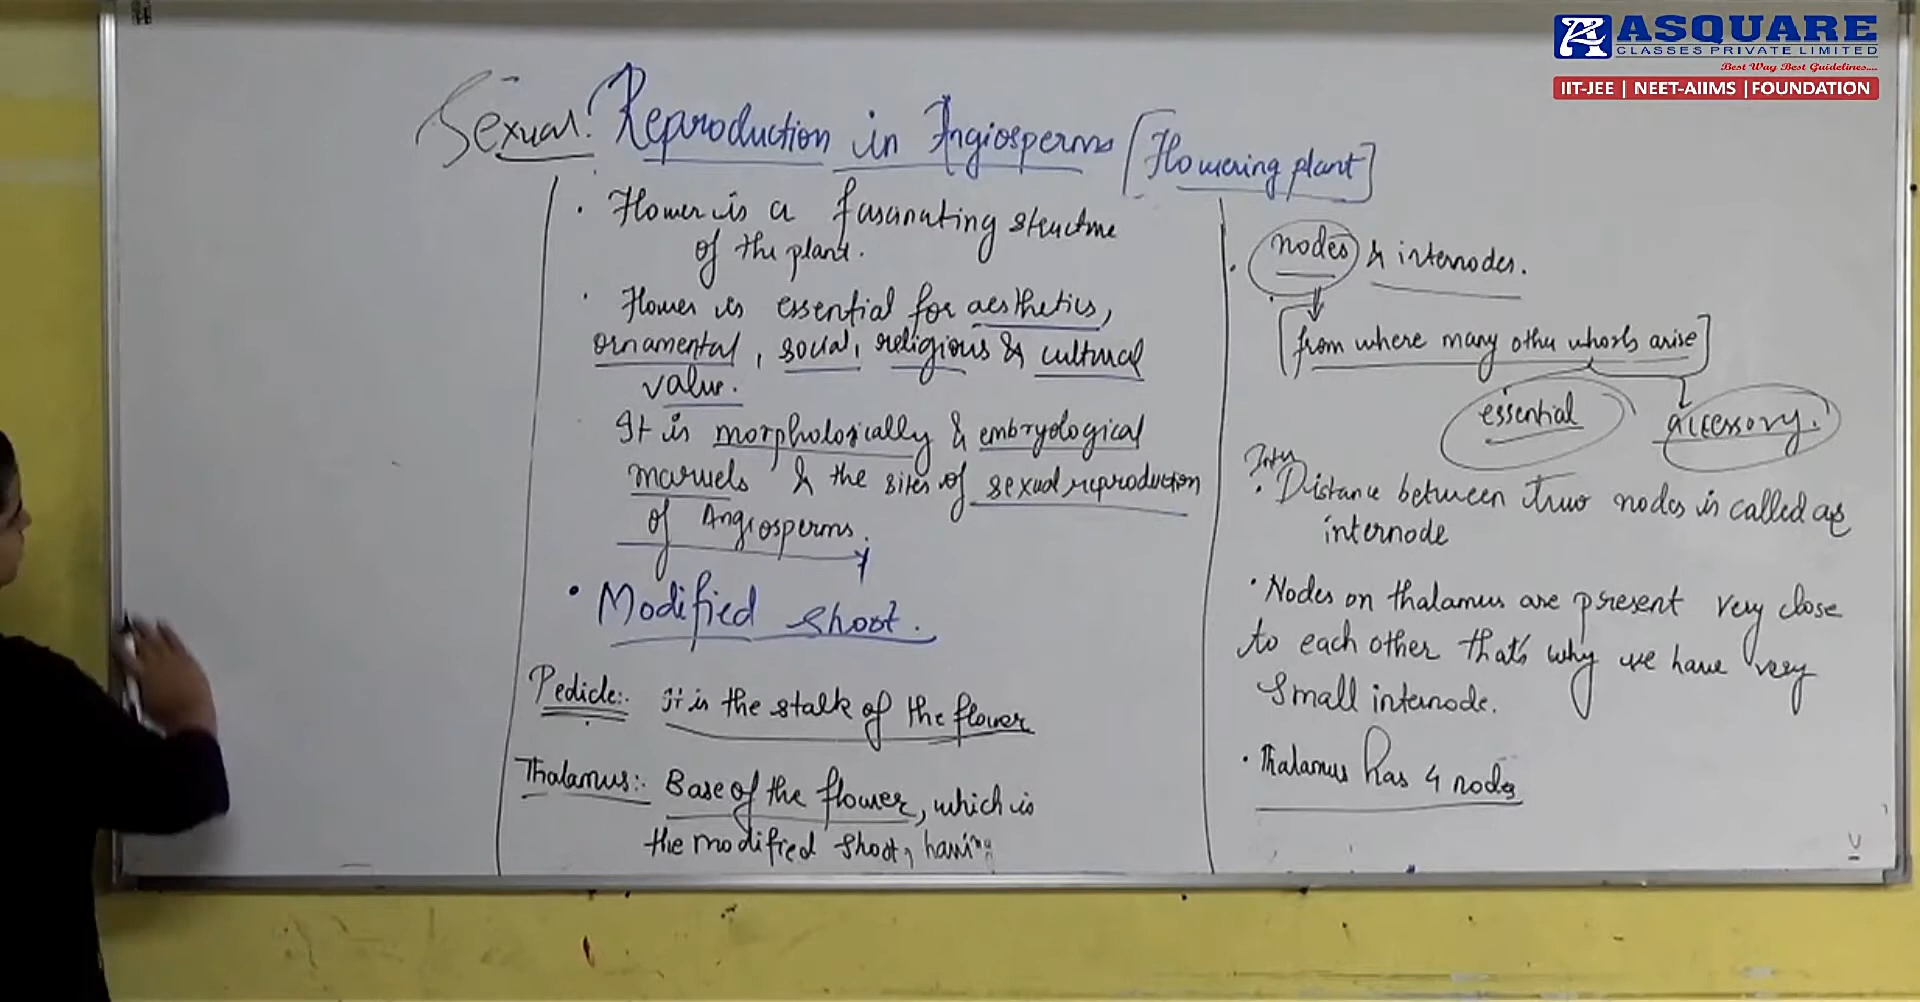 ASQUARE
CLASSES PRIVATE LIMITED
Best Way Best Guidelines....
IIT-JEE | NEET-AIIMS | FOUNDATION
Sexual Reproduction in Angiosperms [Flowering plant]
• Flower is a fascinating structure
of the plant.
• Flower is essential for aesthetics,
ornamental, social, religious & cultural
value.
It is morphologically & embryological
marvels & the sites of sexual reproduction
of Angiosperms.
• Modified shoot.
Pedicle:- it is the stalk of the flower
Thalamus:- Base of the flower, which is
the modified shoot, having
• nodes & internodes.
[from where many other whorls arise]
essential accessory.
Inter
• Distance between two nodes is called as
internode
• Nodes on thalamus are present very close
to each other that's why we have very
small internode.
• Thalamus has 4 nodes